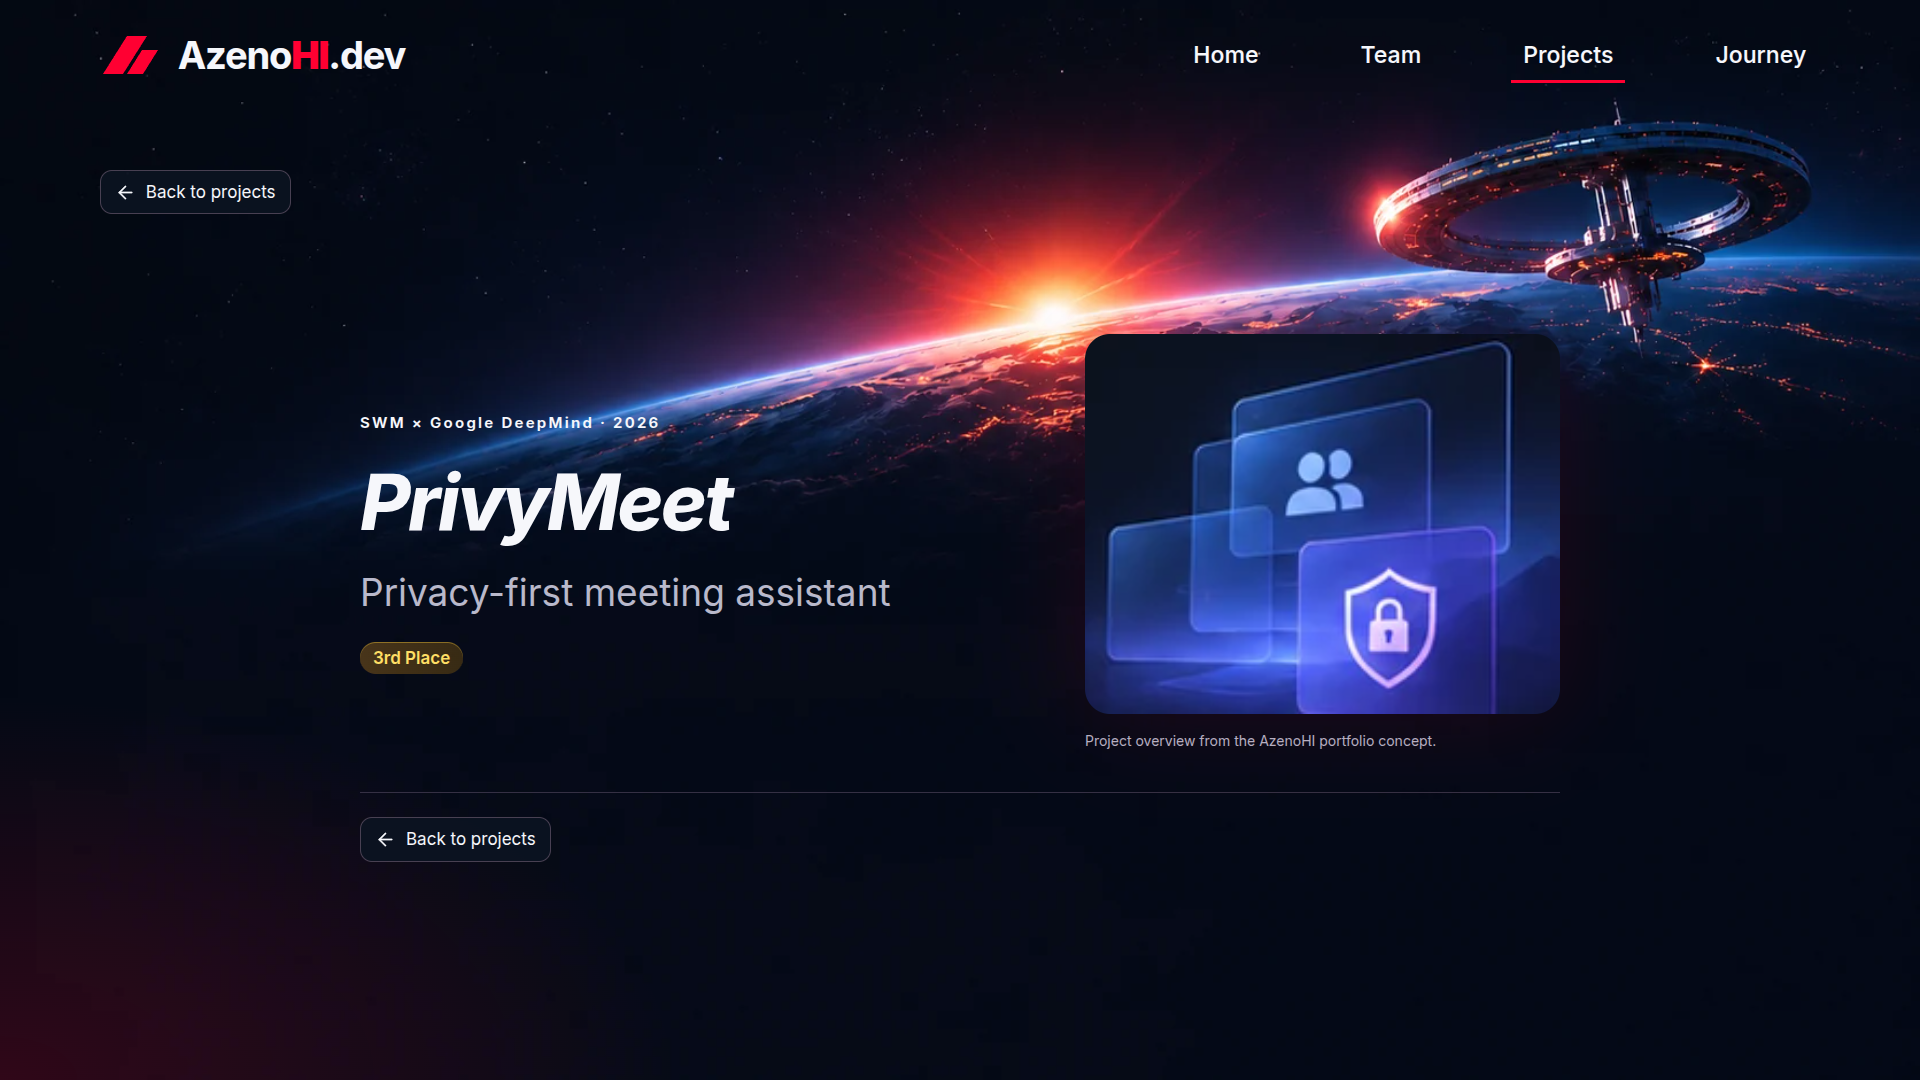 AzenoHI.dev
Home
Team
Projects
Journey
Back to projects
SWM × Google DeepMind · 2026
PrivyMeet
Privacy-first meeting assistant
3rd Place
Project overview from the AzenoHI portfolio concept.
Back to projects